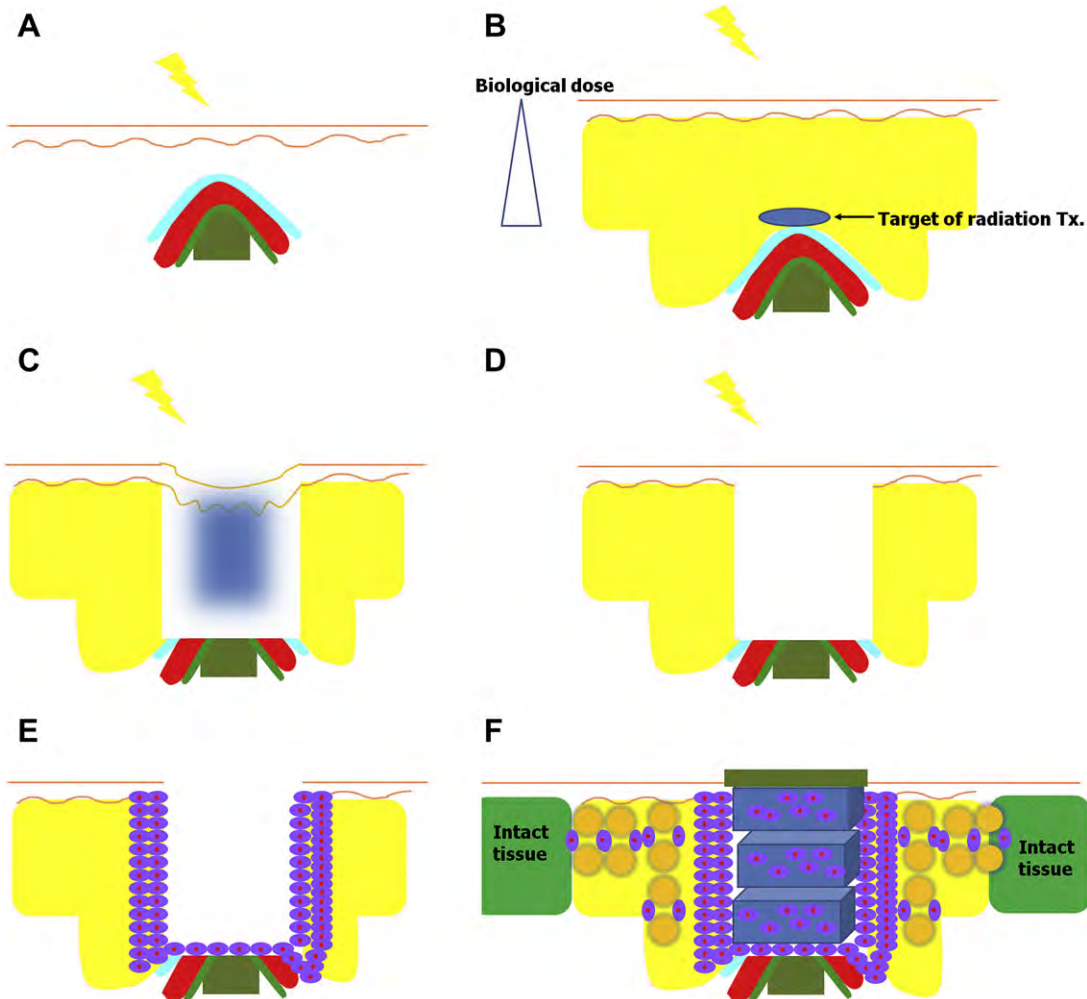 A
B
Biological dose
Target of radiation Tx.
C
D
E
F
Intact
tissue
Intact
tissue